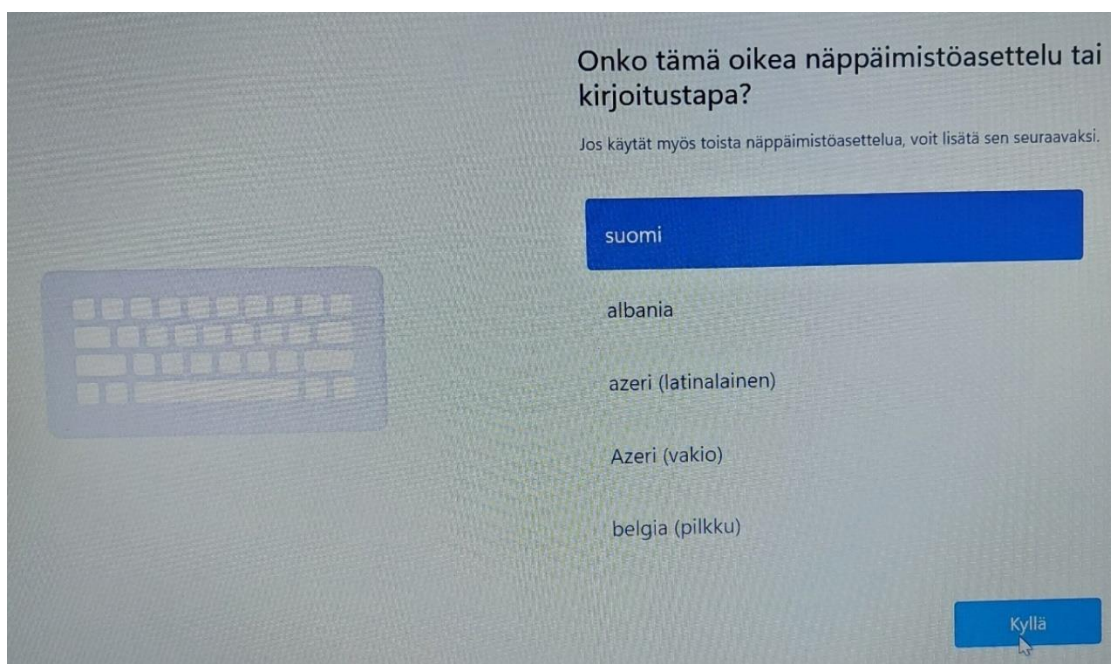 Onko tämä oikea näppäimistöasettelu tai
kirjoitustapa?
Jos käytät myös toista näppäimistöasettelua, voit lisätä sen seuraavaksi.
suomi
albania
azeri (latinalainen)
Azeri (vakio)
belgia (pilkku)
Kyllä